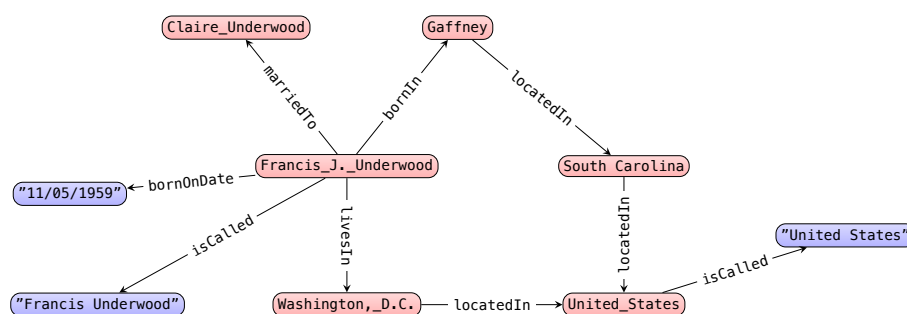 Claire_Underwood
Gaffney
marriedTo
bornIn
locatedIn
Francis_J._Underwood
South Carolina
"11/05/1959"
bornOnDate
isCalled
livesIn
locatedIn
"United States"
isCalled
"Francis Underwood"
Washington,_D.C.
locatedIn
United_States